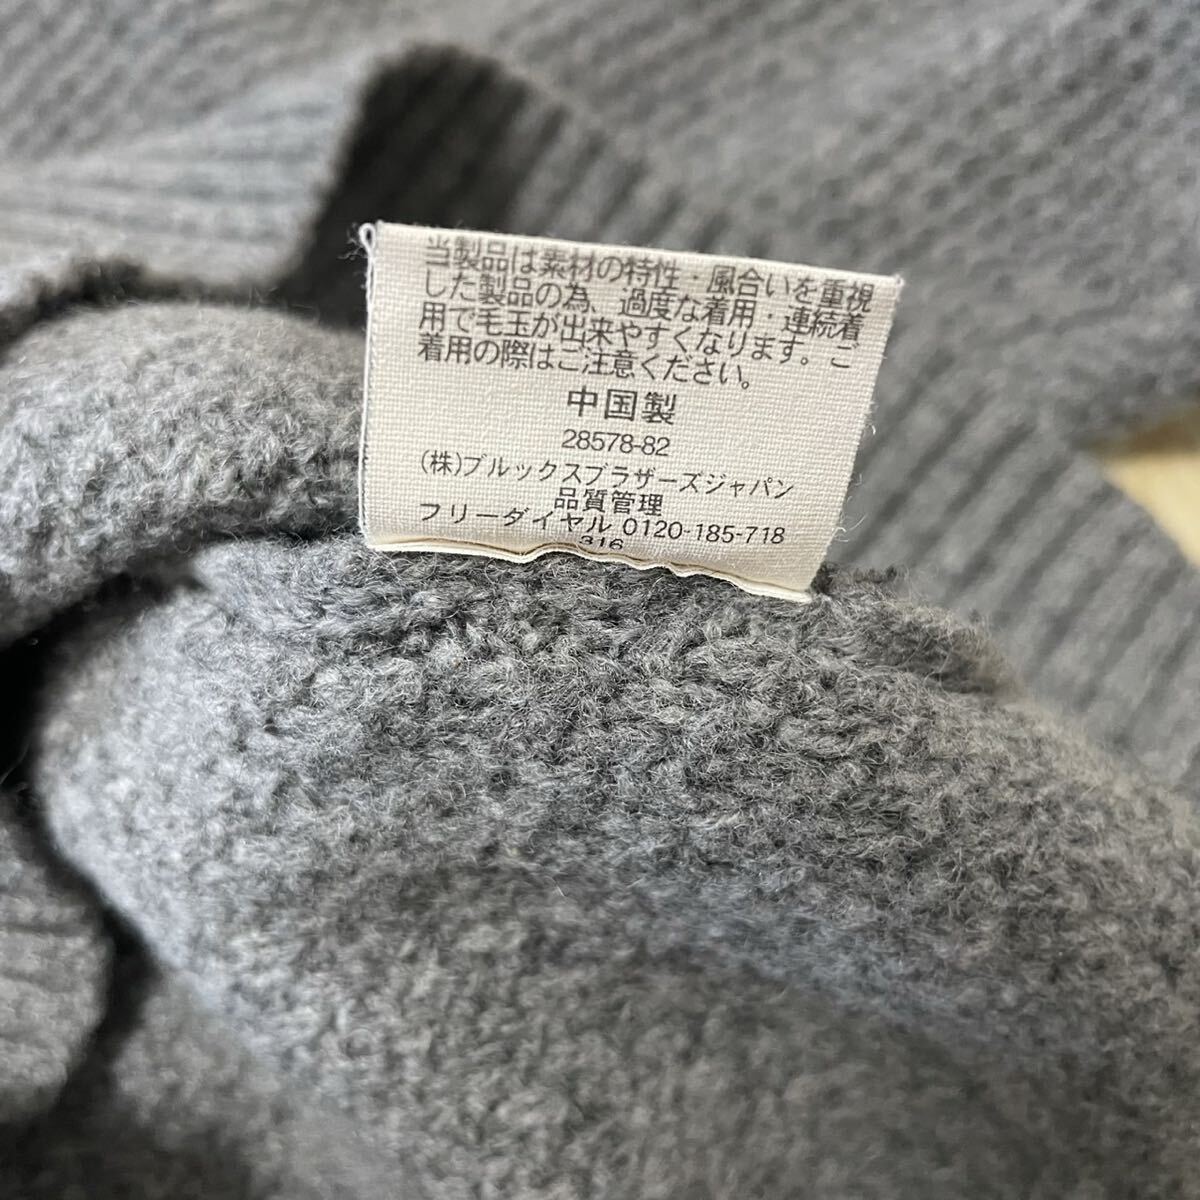 当製品は素材の特性・風合いを重視
した製品の為、過度な着用・連続着
用で毛玉が出来やすくなります。ご
着用の際はご注意ください。
中国製
28578-82
(株)ブルックスブラザーズジャパン
品質管理
フリーダイヤル 0120-185-718
316